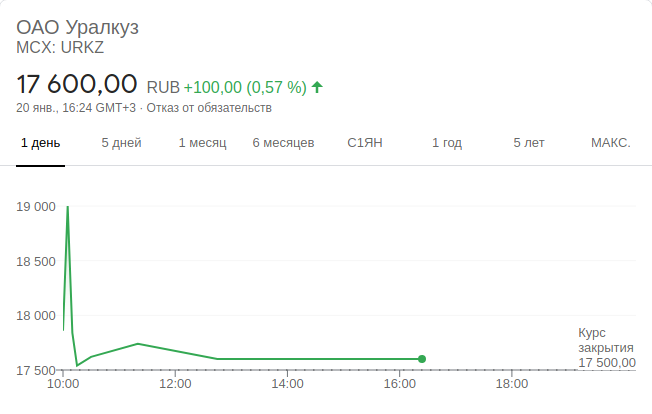 ОАО Уралкуз
MCX: URKZ
17 600,00 RUB +100,00 (0,57 %)
20 янв., 16:24 GMT+3 · Отказ от обязательств
1 день 5 дней 1 месяц 6 месяцев С1ЯН 1 год 5 лет МАКС.
19 000
18 500
18 000
17 500
Курс
закрытия
17 500,00
10:00 12:00 14:00 16:00 18:00